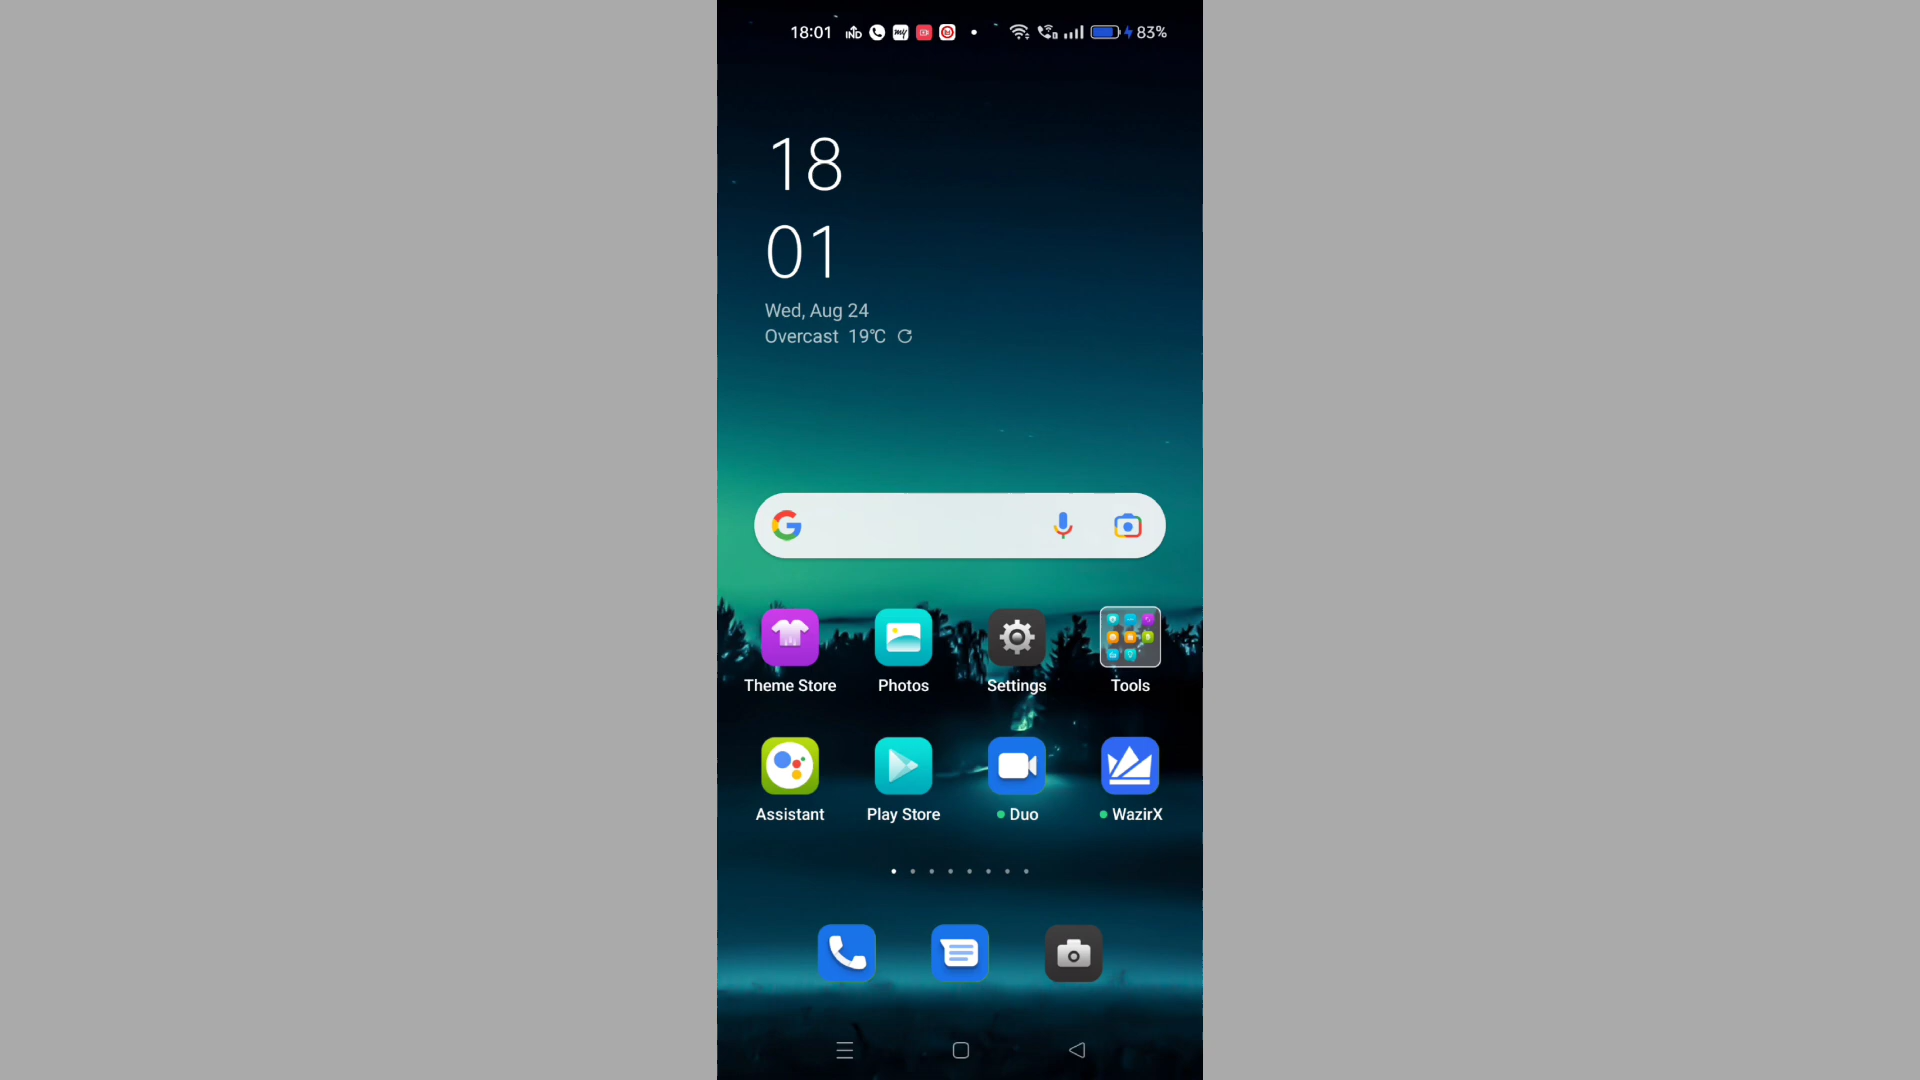 18:01 83%
18
01
Wed, Aug 24
Overcast 19°C
Theme Store Photos Settings Tools
Assistant Play Store Duo WazirX